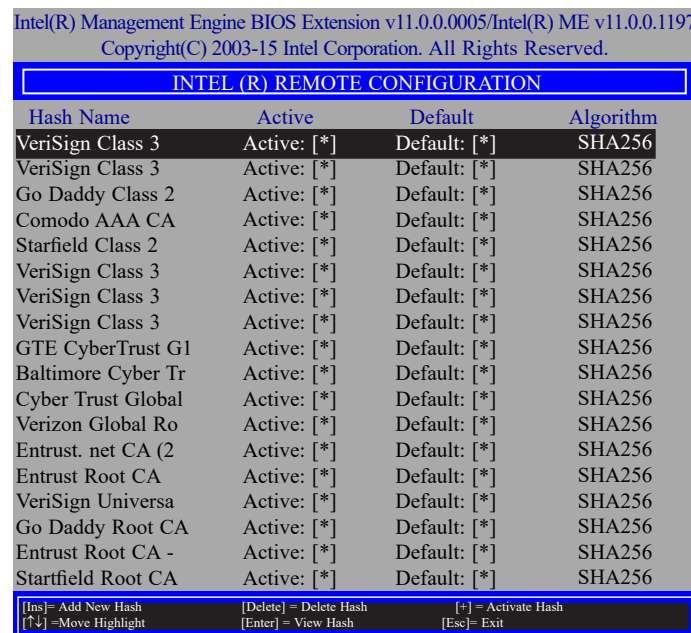 Intel(R) Management Engine BIOS Extension v11.0.0.0005/Intel(R) ME v11.0.0.1197
Copyright(C) 2003-15 Intel Corporation. All Rights Reserved.
INTEL (R) REMOTE CONFIGURATION
Hash Name Active Default Algorithm
VeriSign Class 3 Active: [*] Default: [*] SHA256
VeriSign Class 3 Active: [*] Default: [*] SHA256
Go Daddy Class 2 Active: [*] Default: [*] SHA256
Comodo AAA CA Active: [*] Default: [*] SHA256
Starfield Class 2 Active: [*] Default: [*] SHA256
VeriSign Class 3 Active: [*] Default: [*] SHA256
VeriSign Class 3 Active: [*] Default: [*] SHA256
VeriSign Class 3 Active: [*] Default: [*] SHA256
GTE CyberTrust G1 Active: [*] Default: [*] SHA256
Baltimore Cyber Tr Active: [*] Default: [*] SHA256
Cyber Trust Global Active: [*] Default: [*] SHA256
Verizon Global Ro Active: [*] Default: [*] SHA256
Entrust. net CA (2 Active: [*] Default: [*] SHA256
Entrust Root CA Active: [*] Default: [*] SHA256
VeriSign Universa Active: [*] Default: [*] SHA256
Go Daddy Root CA Active: [*] Default: [*] SHA256
Entrust Root CA - Active: [*] Default: [*] SHA256
Startfield Root CA Active: [*] Default: [*] SHA256
[Ins]= Add New Hash [Delete] = Delete Hash [+] = Activate Hash
[↑↓] =Move Highlight [Enter] = View Hash [Esc]= Exit